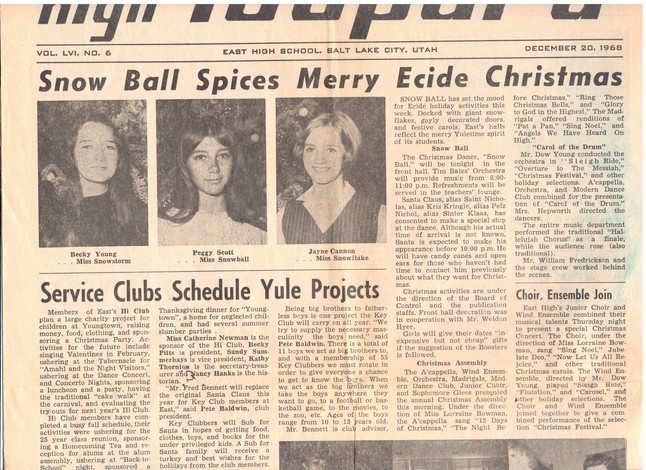 High Leopard
VOL. LVI. NO. 6
EAST HIGH SCHOOL, SALT LAKE CITY, UTAH
DECEMBER 20, 1968
Snow Ball Spices Merry Ecide Christmas
Becky Young
. . . Miss Snowstorm
Peggy Scott
. . . Miss Snowball
Jayne Cannon
. . . Miss Snowflake
SNOW BALL has set the mood
for Ecide holiday activities this
week. Decked with giant snow-
flakes, gayly decorated doors,
and festive carols, East's halls
reflect the merry Yuletime spirit
of its students.
Snow Ball
The Christmas Dance, "Snow
Ball," will be tonight in the
front hall. Tim Bates' Orchestra
will provide music from 8:00-
11:00 p.m. Refreshments will be
served in the teachers' lounge.
Santa Claus, alias Saint Nicho-
las, alias Kris Kringle, alias Pelz
Nichol, alias Sinter Klaas, has
consented to make a special stop
at the dance. Although his actual
time of arrival is not known,
Santa is expected to make his
appearance before 10:00 p.m. He
will have candy canes and open
ears for those who haven't had
time to contact him previously
about what they want for Christ-
mas.
Christmas activities are under
the direction of the Board of
Control and the publication
staffs. Front hall decoration was
in cooperation with Mr. Weldon
Hyer.
Girls will give their dates "in-
expensive but not cheap" gifts
if the suggestion of the Boosters
is followed.
Christmas Assembly
The A'cappella, Wind Ensem-
ble, Orchestra, Madrigals, Mod-
ern Dance Club, Junior Choir,
and Sophomore Glees presented
the annual Christmas Assembly
this morning. Under the direc-
tion of Miss Lorraine Bowman,
the A'cappella sang "12 Days
of Christmas," "The Night Be-
fore Christmas," "Ring Those
Christmas Bells," and "Glory
to God in the Highest." The Mad-
rigals offered renditions of
"Pat a Pan," "Sing Noel," and
"Angels We Have Heard On
High."
"Carol of the Drum"
Mr. Dow Young conducted the
orchestra in "Sleigh Ride,"
"Overture to The Messiah,"
"Christmas Festival," and other
holiday selections. A'cappella,
Orchestra, and Modern Dance
Club combined for the presenta-
tion of "Carol of the Drum."
Mrs. Hepworth directed the
dancers.
The entire music department
performed the traditional "Hal-
lelujah Chorus" as a finale,
while the audience rose (also
traditional).
Mr. William Fredrickson and
the stage crew worked behind
the scenes.
Service Clubs Schedule Yule Projects
Members of East's Hi Club
plan a large charity project for
children at Youngtown, raising
money, food, clothing, and spon-
soring a Christmas Party. Ac-
tivities for the future include
singing Valentines in February,
ushering at the Tabernacle for
"Amahl and the Night Visitors,"
ushering at the Dance Concert,
and Concerto Nights, sponsoring
a luncheon and a party, having
the traditional "cake walk" at
the carnival, and evaluating the
try-outs for next year's Hi Club.
Hi Club members have com-
pleted a busy fall schedule, their
activities were ushering for the
25 year class reunion, sponsor-
ing a Homecoming Tea and re-
ception for alums at the alum
assembly, ushering at "Back-to-
School" night, sponsored a
Thanksgiving dinner for "Young-
town", a home for neglected chil-
dren, and had several summer
slumber parties.
Miss Catherine Newman is the
sponsor of the Hi Club, Becky
Pitts is president, Sandy Sum-
merhays is vice president, Kathy
Thornton is the secretary-treas-
urer and Nancy Hanks is the his-
torian.
"Mr. Fred Bennett will replace
the original Santa Claus this
year for Key Club members at
East," said Pete Baldwin, club
president.
Key Clubbers will Sub for
Santa in hopes of getting food,
clothes, toys, and books for the
under privileged kids. A Sub for
Santa family will receive a
turkey and best wishes for the
holidays from the club members.
Being big brothers to father-
less boys is one project the Key
Club will carry on all year. "We
try to supply the necessary mas-
culinity the boys need," said
Pete Baldwin. There is a total of
11 boys we act as big brothers to,
and with a membership of 55
Key Clubbers we must rotate in
order to give everyone a chance
to get to know the boys. When
we act as the big brothers we
take the boys anywhere they
want to go, to a football or bas-
ketball game, to the movies, to
the zoo, etc. Ages of the boys
range from 10 to 13 years old.
Mr. Bennett is club advisor,
Choir, Ensemble Join
East High's Junior Choir and
Wind Ensemble combined their
musical talents Thursday night
to present a special Christmas
Concert. The Choir, under the
direction of Miss Lorraine Bow-
man, sang "Sing Noel," "Jubi-
late Deo," "Now Let Us All Re-
joice," and other traditional
Christmas carols. The Wind En-
semble, directed by Mr. Dow
Young, played "Sleigh Ride,"
"Flutation," and "Carousel," and
other holiday selections. The
Choir and Wind Ensemble
joined together to give a com-
bined performance of the selec-
tion "Christmas Festival."